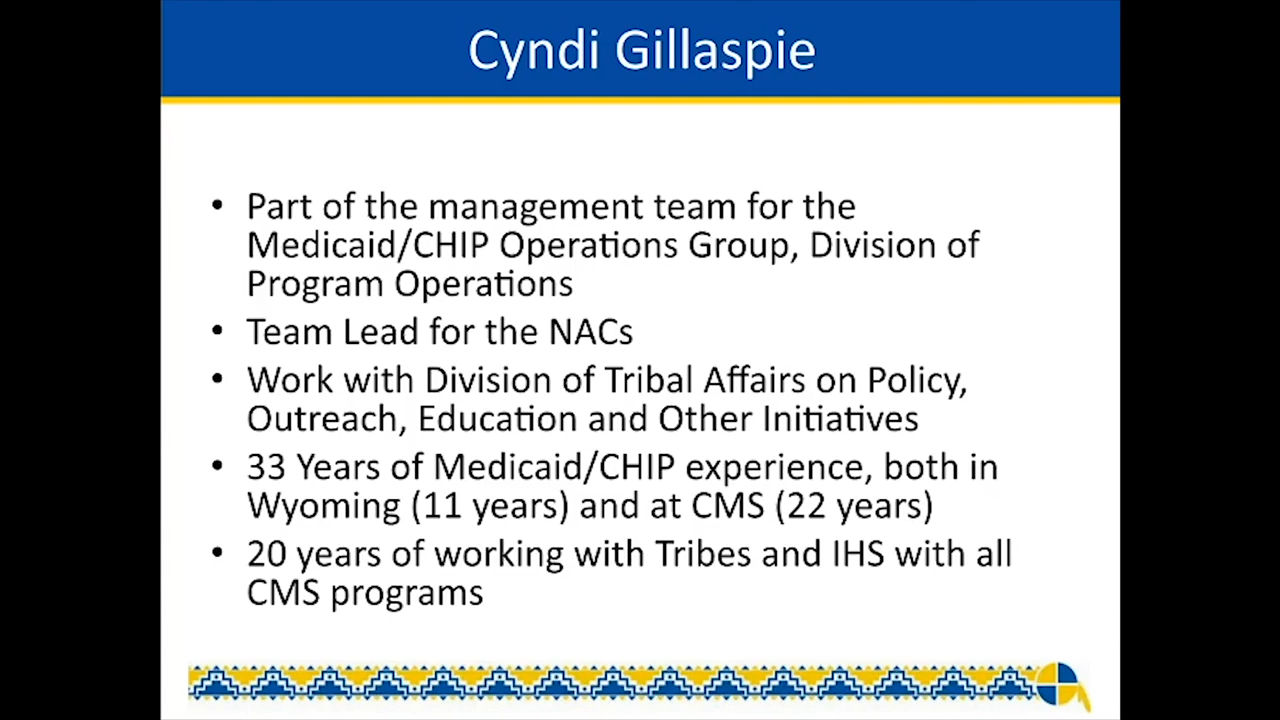 Cyndi Gillaspie
• Part of the management team for the
Medicaid/CHIP Operations Group, Division of
Program Operations
• Team Lead for the NACs
• Work with Division of Tribal Affairs on Policy,
Outreach, Education and Other Initiatives
• 33 Years of Medicaid/CHIP experience, both in
Wyoming (11 years) and at CMS (22 years)
• 20 years of working with Tribes and IHS with all
CMS programs